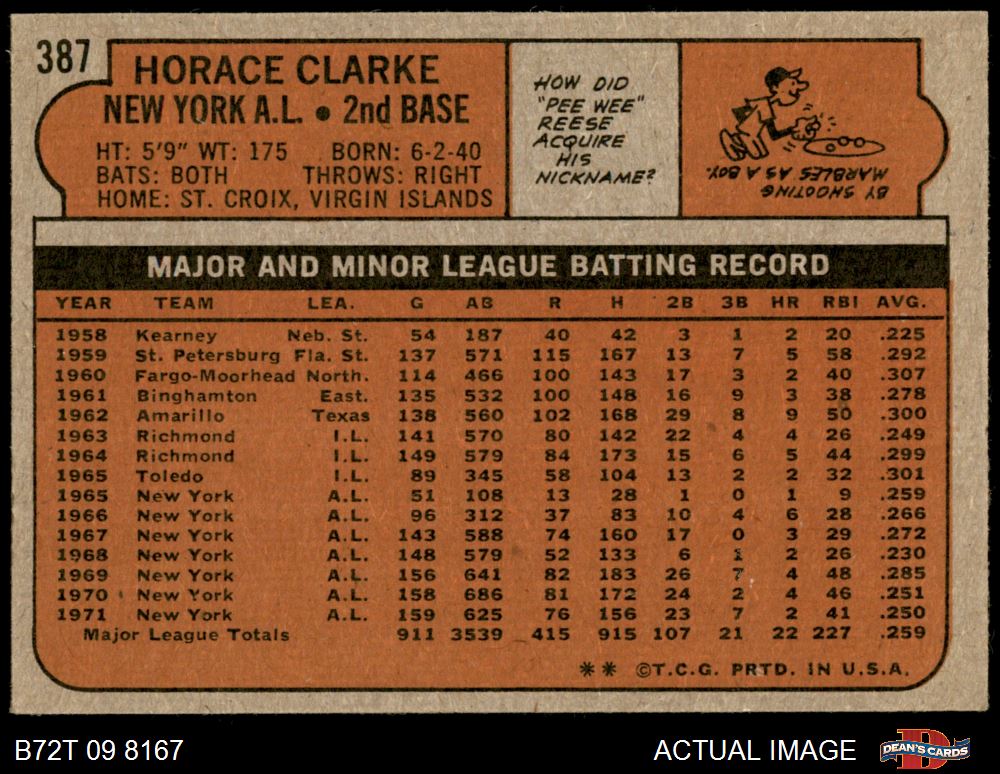 387
HORACE CLARKE
NEW YORK A.L. • 2nd BASE
HT: 5'9" WT: 175 BORN: 6-2-40
BATS: BOTH THROWS: RIGHT
HOME: ST. CROIX, VIRGIN ISLANDS
HOW DID
"PEE WEE"
REESE
ACQUIRE
HIS
NICKNAME?
BY SHOOTING
MARBLES AS A BOY.
MAJOR AND MINOR LEAGUE BATTING RECORD
YEAR TEAM LEA. G AB R H 2B 3B HR RBI AVG.
1958 Kearney Neb. St. 54 187 40 42 3 1 2 20 .225
1959 St. Petersburg Fla. St. 137 571 115 167 13 7 5 58 .292
1960 Fargo-Moorhead North. 114 466 100 143 17 3 2 40 .307
1961 Binghamton East. 135 532 100 148 16 9 3 38 .278
1962 Amarillo Texas 138 560 102 168 29 8 9 50 .300
1963 Richmond I.L. 141 570 80 142 22 4 4 26 .249
1964 Richmond I.L. 149 579 84 173 15 6 5 44 .299
1965 Toledo I.L. 89 345 58 104 13 2 2 32 .301
1965 New York A.L. 51 108 13 28 1 0 1 9 .259
1966 New York A.L. 96 312 37 83 10 4 6 28 .266
1967 New York A.L. 143 588 74 160 17 0 3 29 .272
1968 New York A.L. 148 579 52 133 6 1 2 26 .230
1969 New York A.L. 156 641 82 183 26 7 4 48 .285
1970 New York A.L. 158 686 81 172 24 2 4 46 .251
1971 New York A.L. 159 625 76 156 23 7 2 41 .250
Major League Totals 911 3539 415 915 107 21 22 227 .259
** ©T.C.G. PRTD. IN U.S.A.
B72T 09 8167 ACTUAL IMAGE DEAN'S CARDS